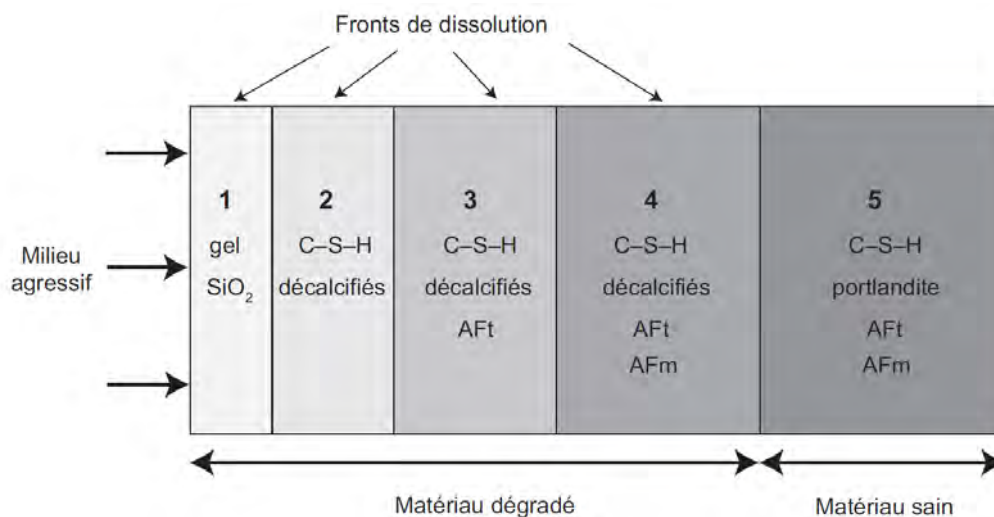 Fronts de dissolution
Milieu
agressif
1
gel
SiO₂
2
C–S–H
décalcifiés
3
C–S–H
décalcifiés
AFt
4
C–S–H
décalcifiés
AFt
AFm
5
C–S–H
portlandite
AFt
AFm
Matériau dégradé
Matériau sain